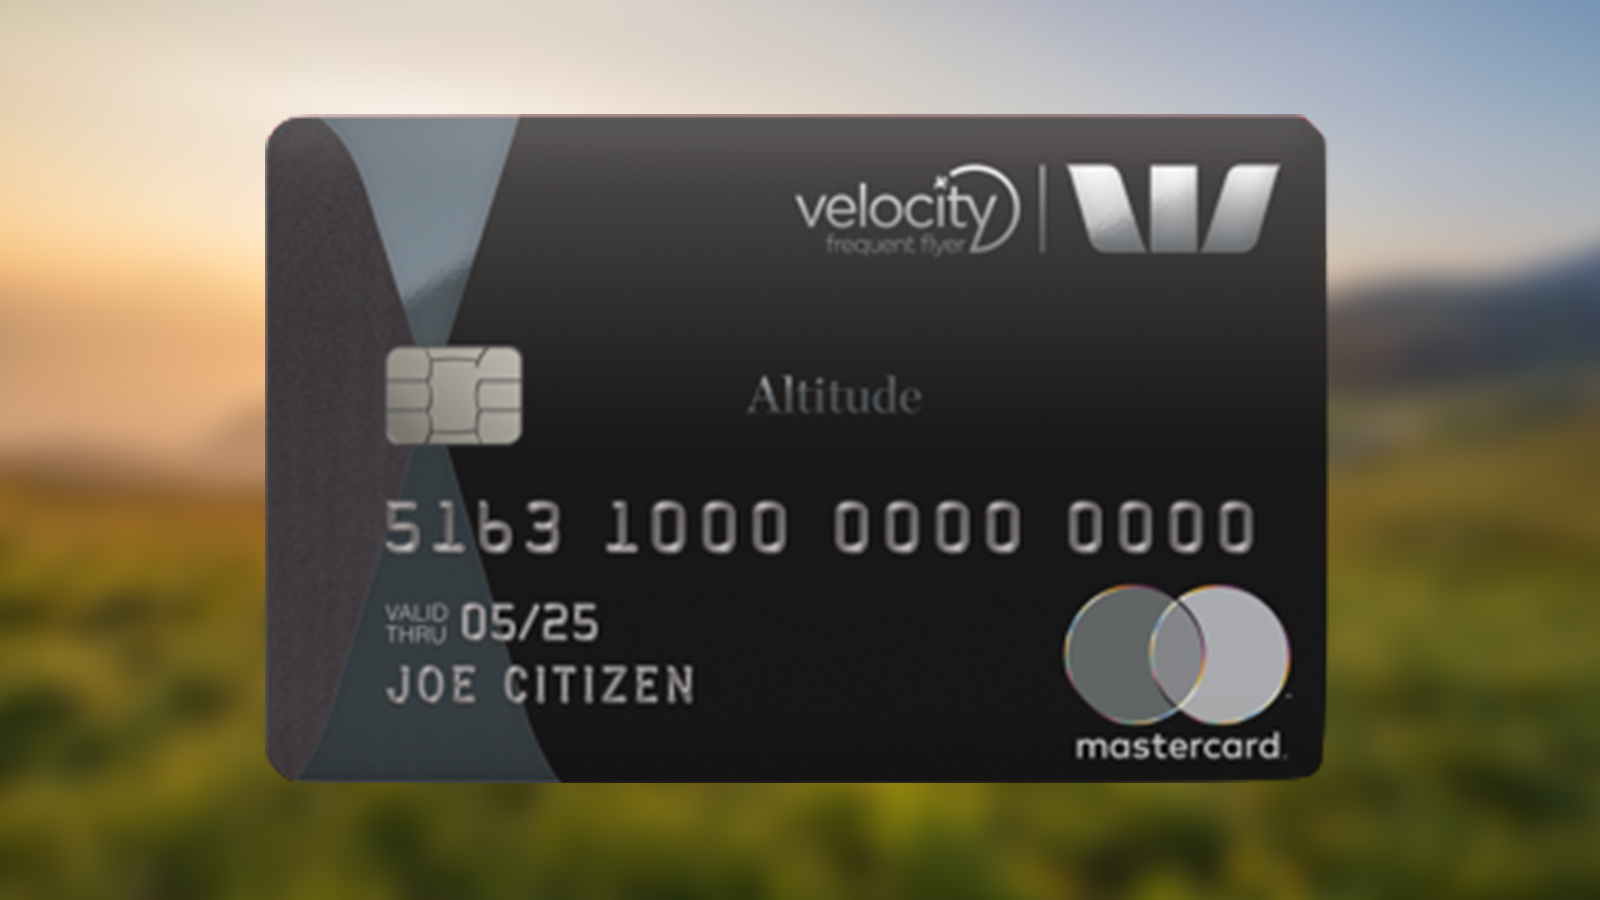 velocity
frequent flyer
Altitude
5163 1000 0000 0000
VALID
THRU 05/25
JOE CITIZEN
mastercard